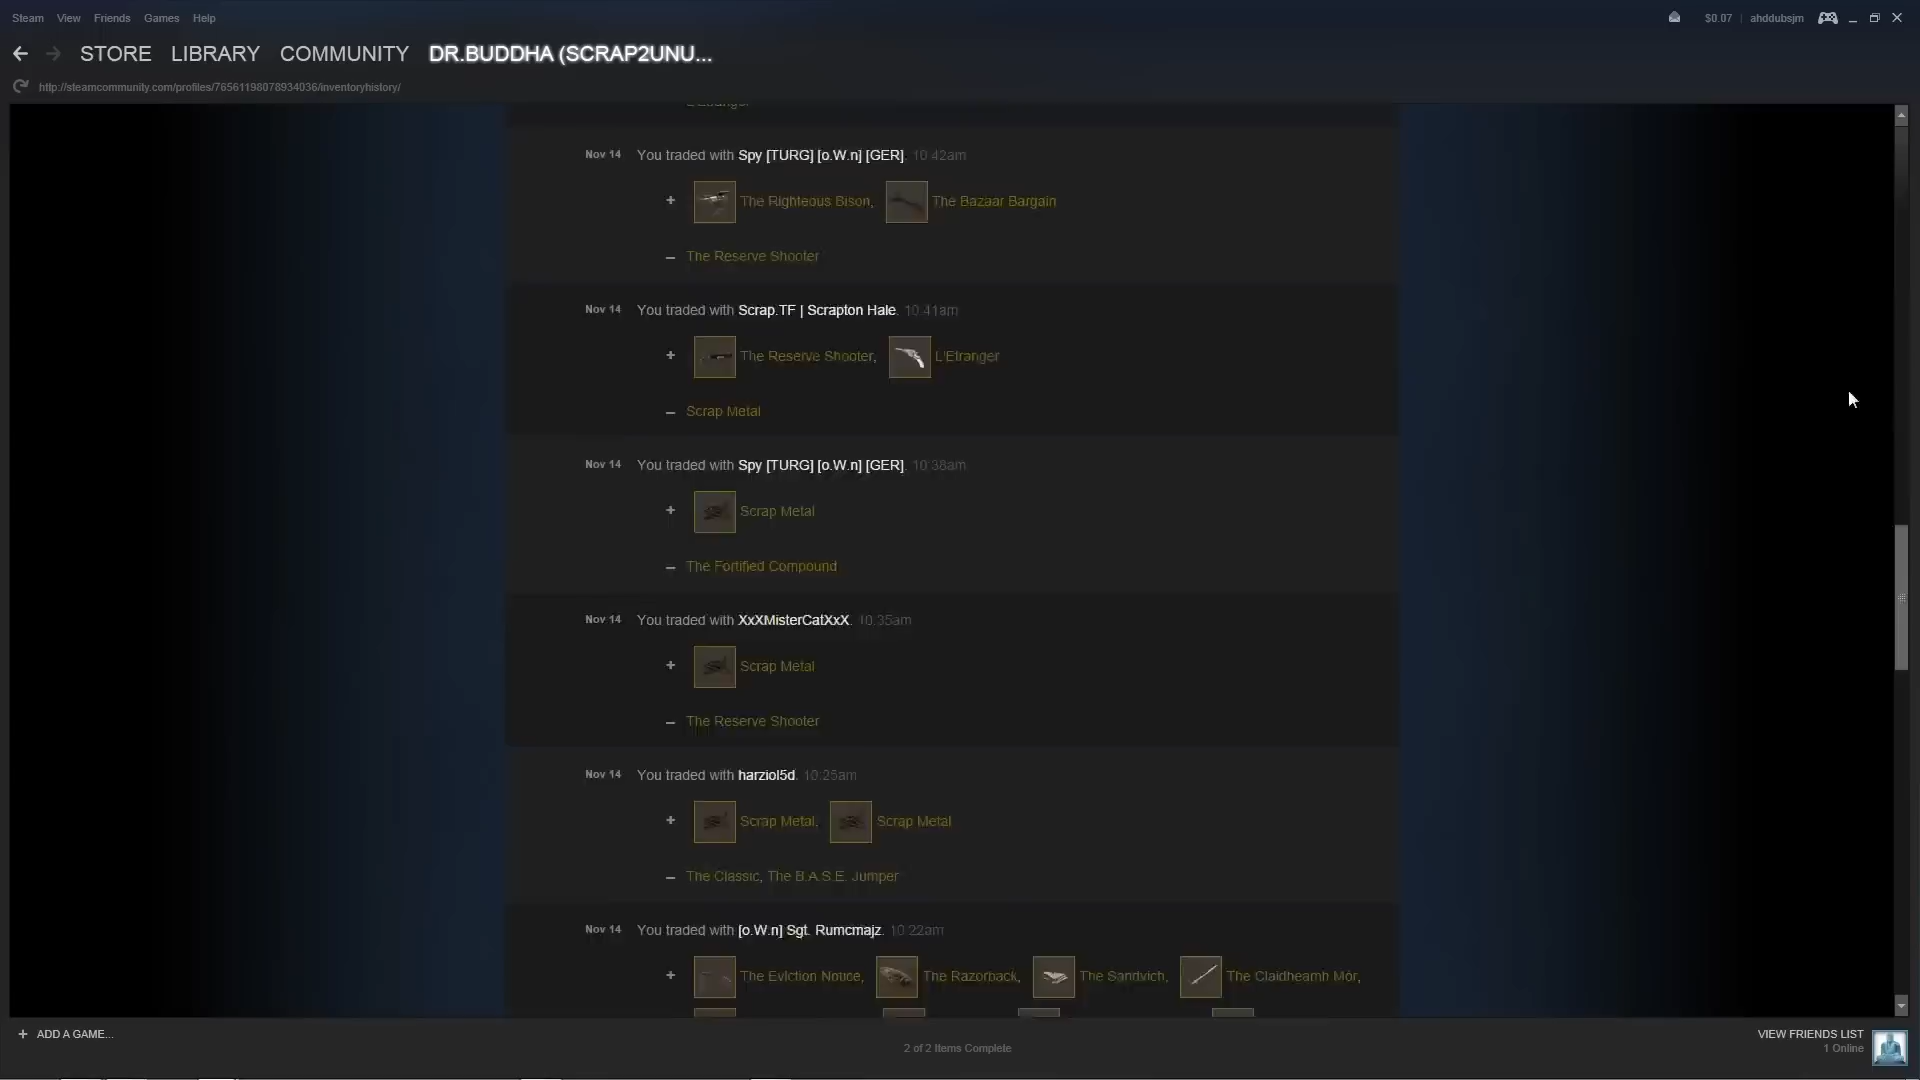 Steam View Friends Games Help $0.07 | ahddubsjm
STORE LIBRARY COMMUNITY DR.BUDDHA (SCRAP2UNU...
http://steamcommunity.com/profiles/76561198078934036/inventoryhistory/
L'Etranger
Nov 14 You traded with Spy [TURG] [o.W.n] [GER]. 10:42am
+ The Righteous Bison, The Bazaar Bargain
– The Reserve Shooter
Nov 14 You traded with Scrap.TF | Scrapton Hale. 10:41am
+ The Reserve Shooter, L'Etranger
– Scrap Metal
Nov 14 You traded with Spy [TURG] [o.W.n] [GER]. 10:38am
+ Scrap Metal
– The Fortified Compound
Nov 14 You traded with XxXMisterCatXxX. 10:35am
+ Scrap Metal
– The Reserve Shooter
Nov 14 You traded with harziol5d. 10:25am
+ Scrap Metal, Scrap Metal
– The Classic, The B.A.S.E. Jumper
Nov 14 You traded with [o.W.n] Sgt. Rumcmajz. 10:22am
+ The Eviction Notice, The Razorback, The Sandvich, The Claidheamh Mòr,
+ ADD A GAME...
2 of 2 Items Complete
VIEW FRIENDS LIST
1 Online